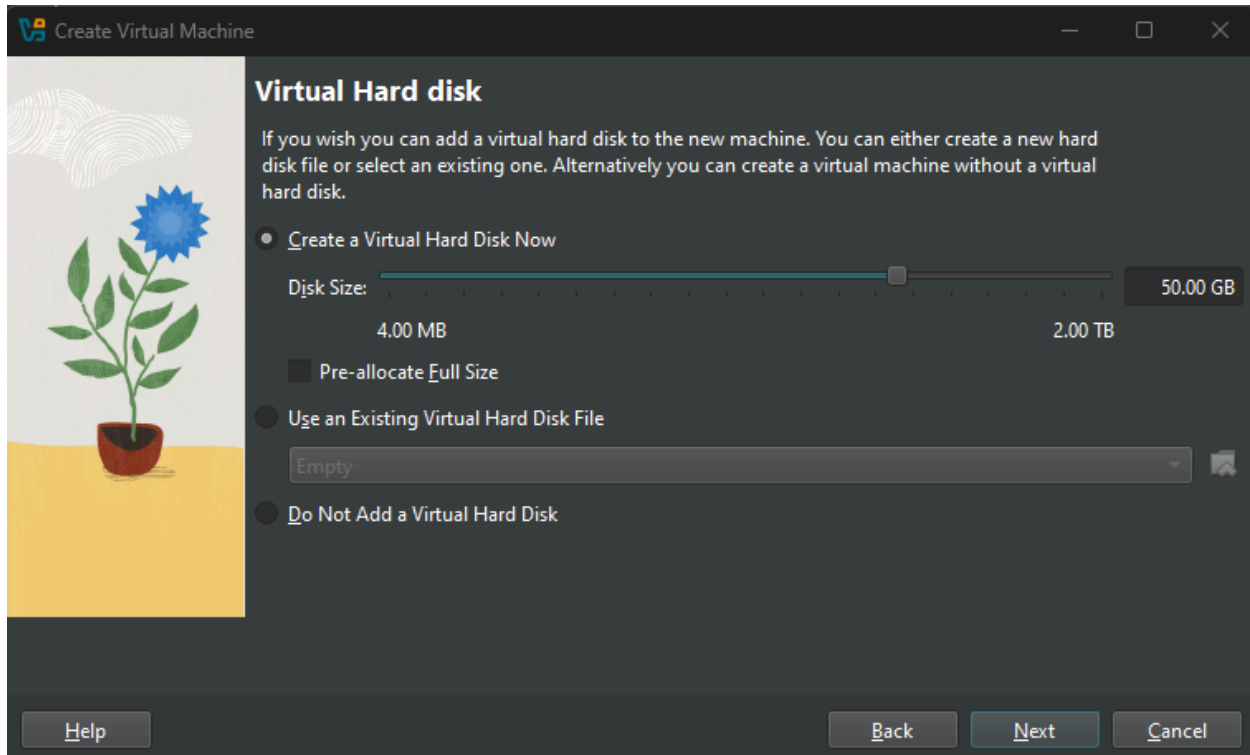 Create Virtual Machine
Virtual Hard disk
If you wish you can add a virtual hard disk to the new machine. You can either create a new hard
disk file or select an existing one. Alternatively you can create a virtual machine without a virtual
hard disk.
Create a Virtual Hard Disk Now
Disk Size:
50.00 GB
4.00 MB
2.00 TB
Pre-allocate Full Size
Use an Existing Virtual Hard Disk File
Empty
Do Not Add a Virtual Hard Disk
Help
Back
Next
Cancel